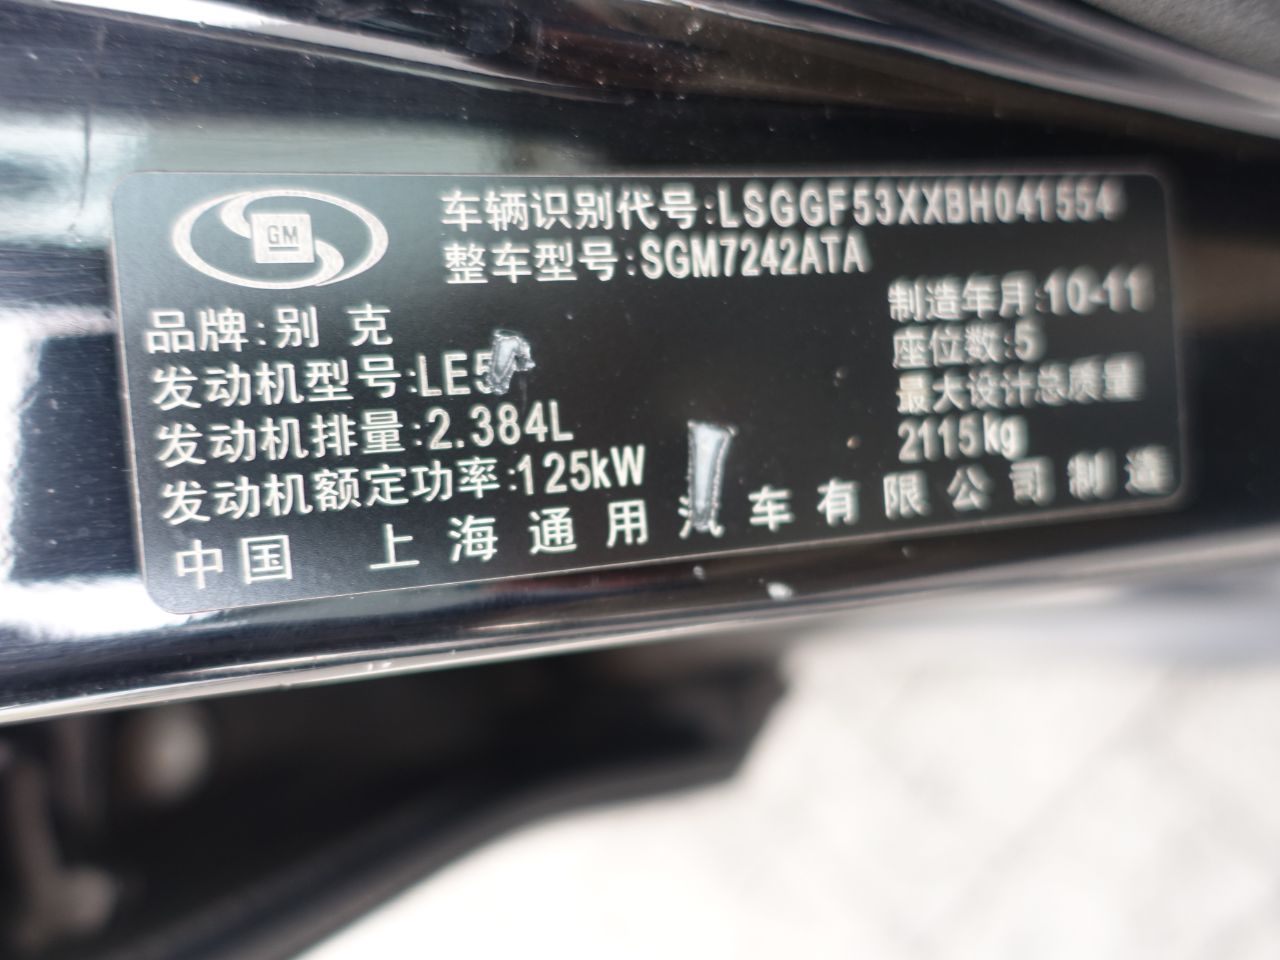 GM
车辆识别代号:LSGGF53XXBH041554
整车型号:SGM7242ATA
品牌:别 克
制造年月:10-11
发动机型号:LE5
座位数:5
发动机排量:2.384L
最大设计总质量
2115kg
发动机额定功率:125kW
中国 上海通用汽车有限公司制造